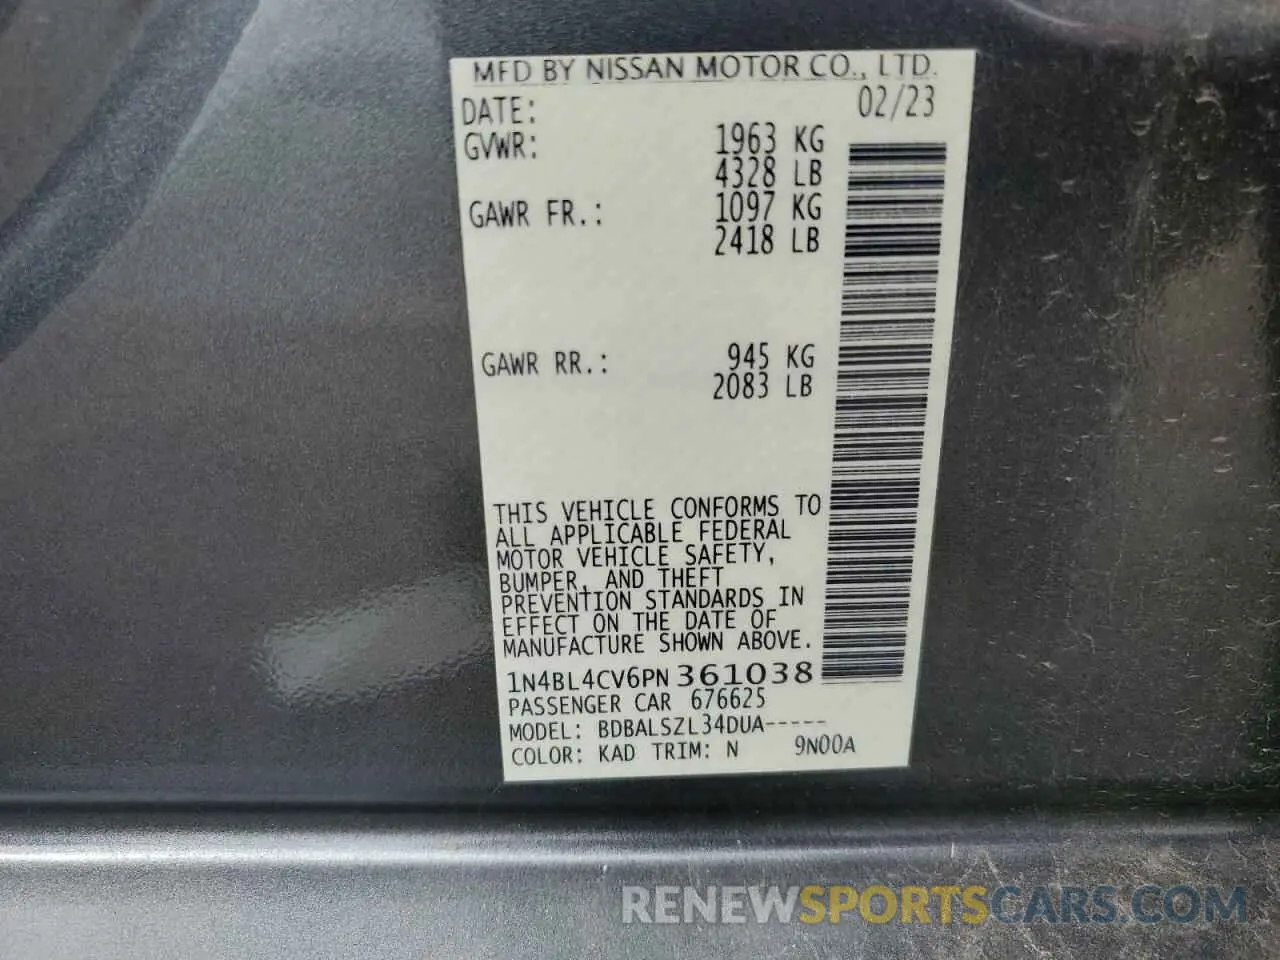 MFD BY NISSAN MOTOR CO., LTD.
DATE: 02/23
GVWR: 1963 KG
4328 LB
GAWR FR.: 1097 KG
2418 LB
GAWR RR.: 945 KG
2083 LB
THIS VEHICLE CONFORMS TO
ALL APPLICABLE FEDERAL
MOTOR VEHICLE SAFETY,
BUMPER, AND THEFT
PREVENTION STANDARDS IN
EFFECT ON THE DATE OF
MANUFACTURE SHOWN ABOVE.
1N4BL4CV6PN361038
PASSENGER CAR 676625
MODEL: BDBALSZL34DUA-----
COLOR: KAD TRIM: N 9N00A
RENEWSPORTSCARS.COM